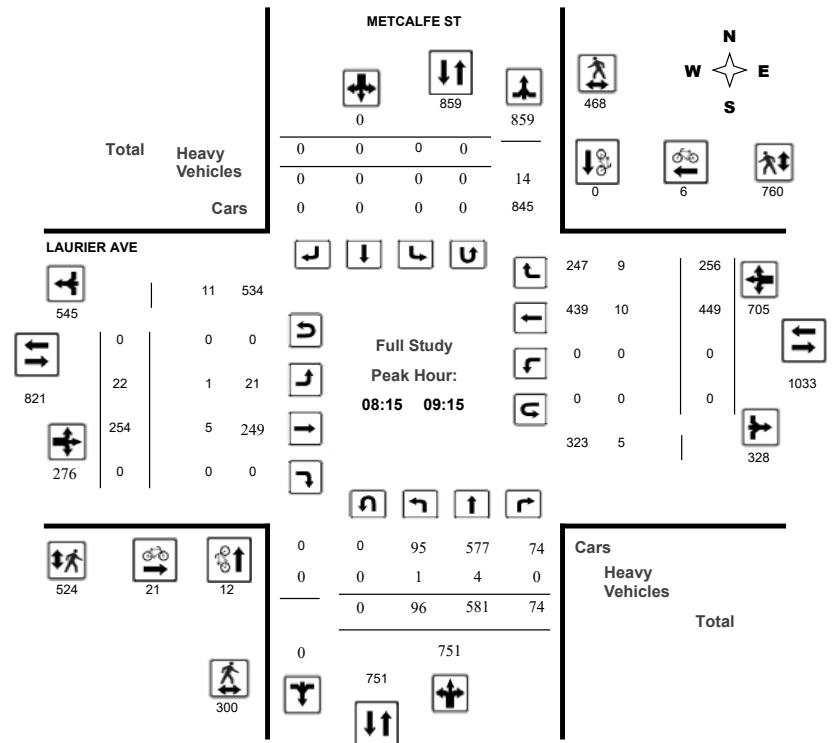 METCALFE ST
N
W E
S
859
468
0 859
Total Heavy Vehicles
0 0 0 0
0 0 0 0 14
Cars 0 0 0 0 845
0 6 760
LAURIER AVE
545
11 534
247 9 256
705
439 10 449
821
0 0 0
22 1 21
254 5 249
276
0 0 0
Full Study
Peak Hour:
08:15 09:15
0 0 0
0 0 0
1033
323 5
328
524 21 12
0 0 95 577 74
0 0 1 4 0
0 96 581 74
Cars
Heavy
Vehicles
Total
0 751
751
300